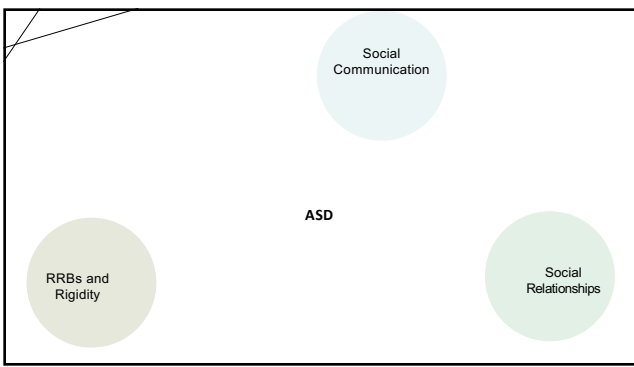 Social
Communication
ASD
RRBs and
Rigidity
Social
Relationships